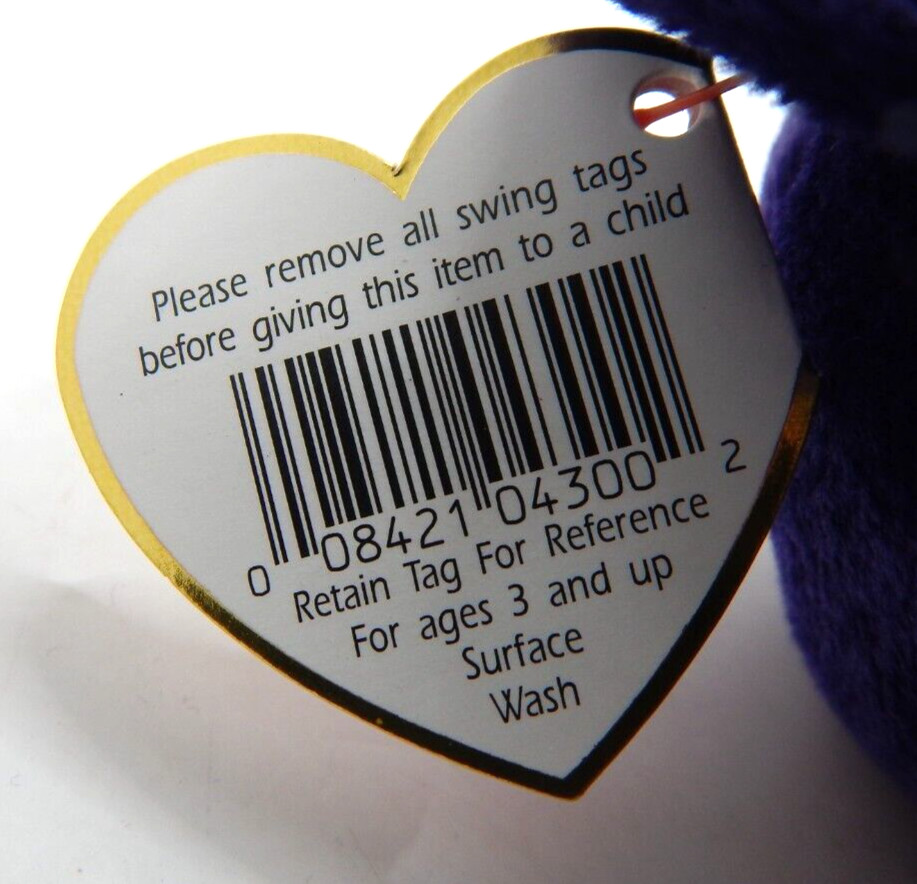 Please remove all swing tags
before giving this item to a child
0 08421 04300 2
Retain Tag For Reference
For ages 3 and up
Surface
Wash